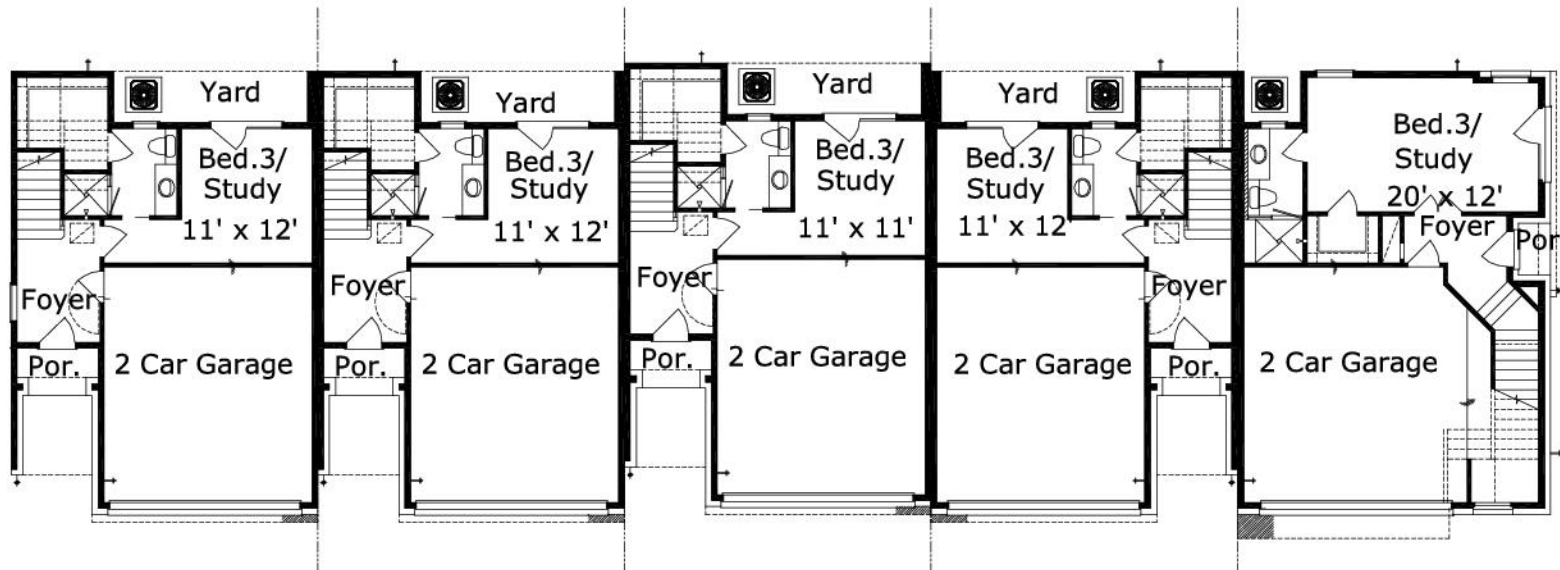 Yard
Bed.3/
Study
11' x 12'
Foyer
Por.
2 Car Garage
Yard
Bed.3/
Study
11' x 12'
Foyer
Por.
2 Car Garage
Yard
Bed.3/
Study
11' x 11'
Foyer
Por.
2 Car Garage
Yard
Bed.3/
Study
11' x 12'
Foyer
Por.
2 Car Garage
Bed.3/
Study
20' x 12'
Foyer
Por.
2 Car Garage